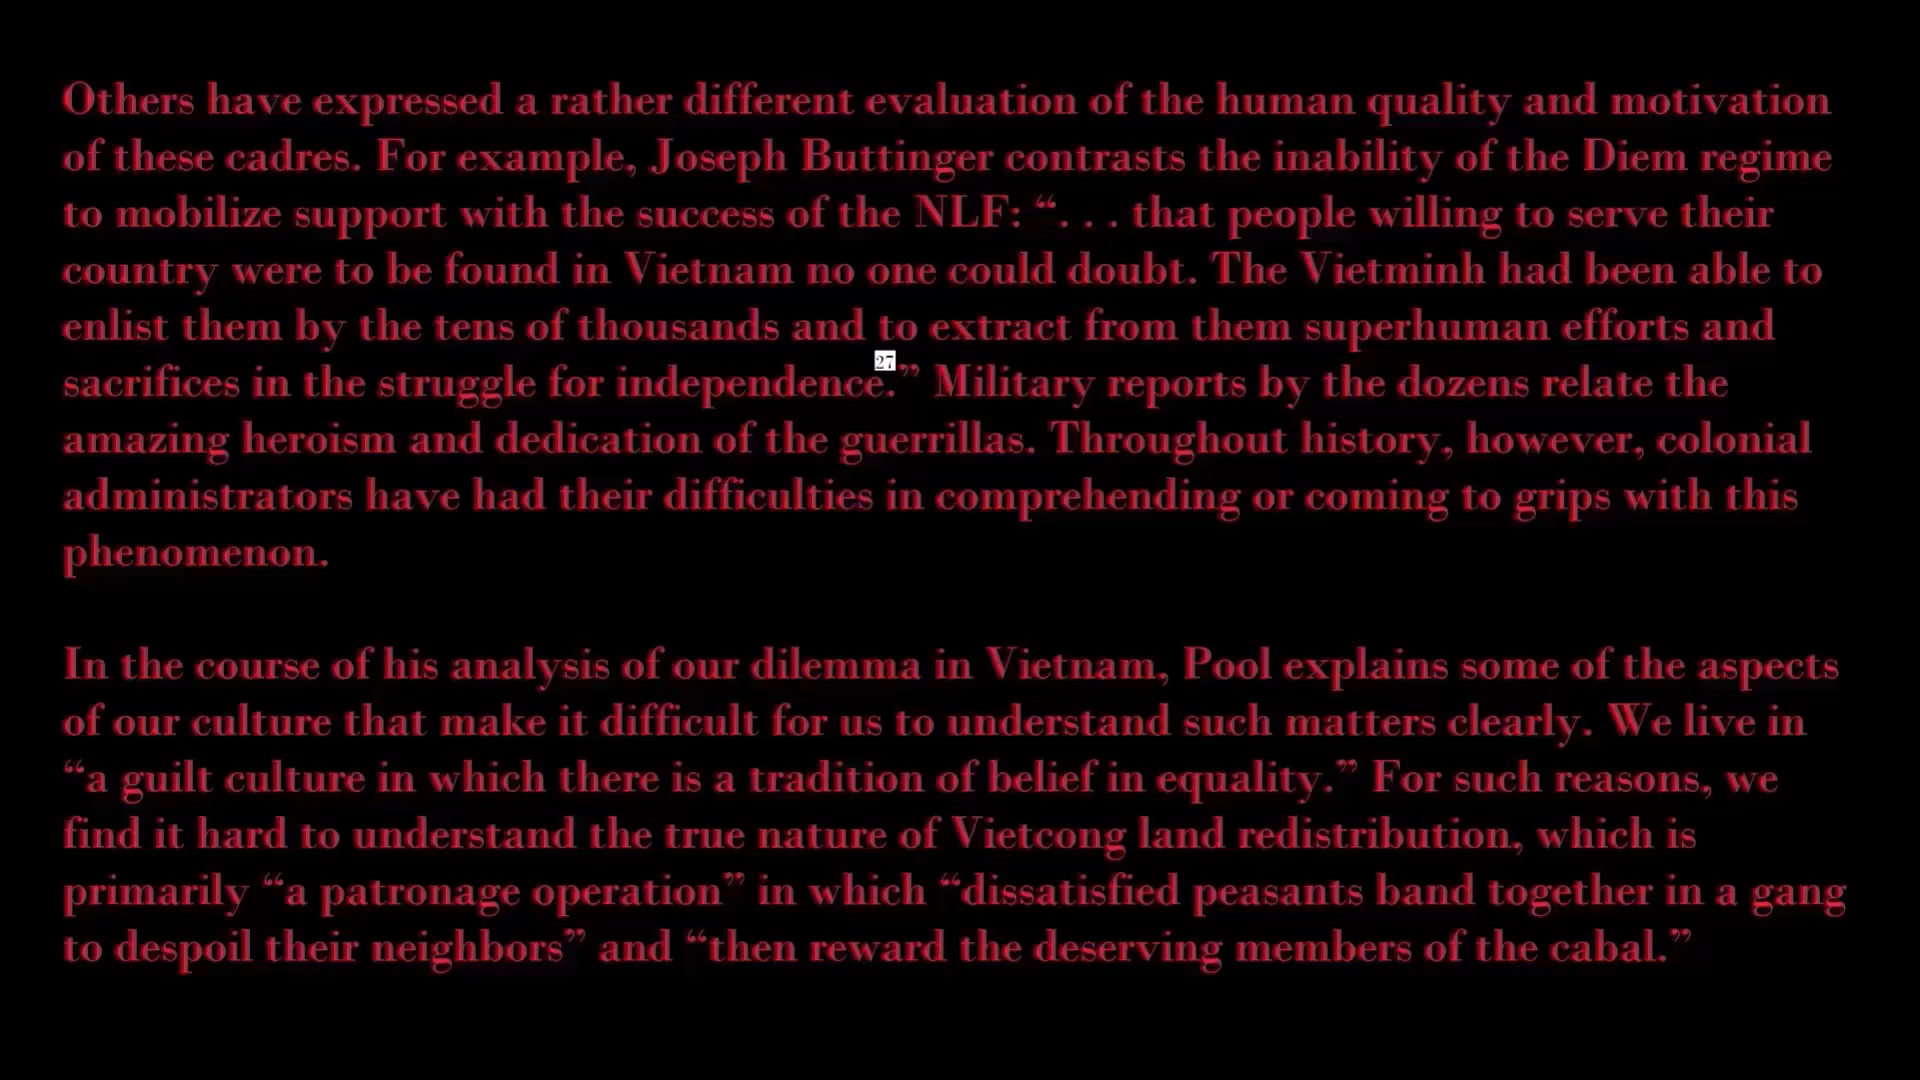 Others have expressed a rather different evaluation of the human quality and motivation
of these cadres. For example, Joseph Buttinger contrasts the inability of the Diem regime
to mobilize support with the success of the NLF: “. . . that people willing to serve their
country were to be found in Vietnam no one could doubt. The Vietminh had been able to
enlist them by the tens of thousands and to extract from them superhuman efforts and
sacrifices in the struggle for independence.27” Military reports by the dozens relate the
amazing heroism and dedication of the guerrillas. Throughout history, however, colonial
administrators have had their difficulties in comprehending or coming to grips with this
phenomenon.
In the course of his analysis of our dilemma in Vietnam, Pool explains some of the aspects
of our culture that make it difficult for us to understand such matters clearly. We live in
“a guilt culture in which there is a tradition of belief in equality.” For such reasons, we
find it hard to understand the true nature of Vietcong land redistribution, which is
primarily “a patronage operation” in which “dissatisfied peasants band together in a gang
to despoil their neighbors” and “then reward the deserving members of the cabal.”